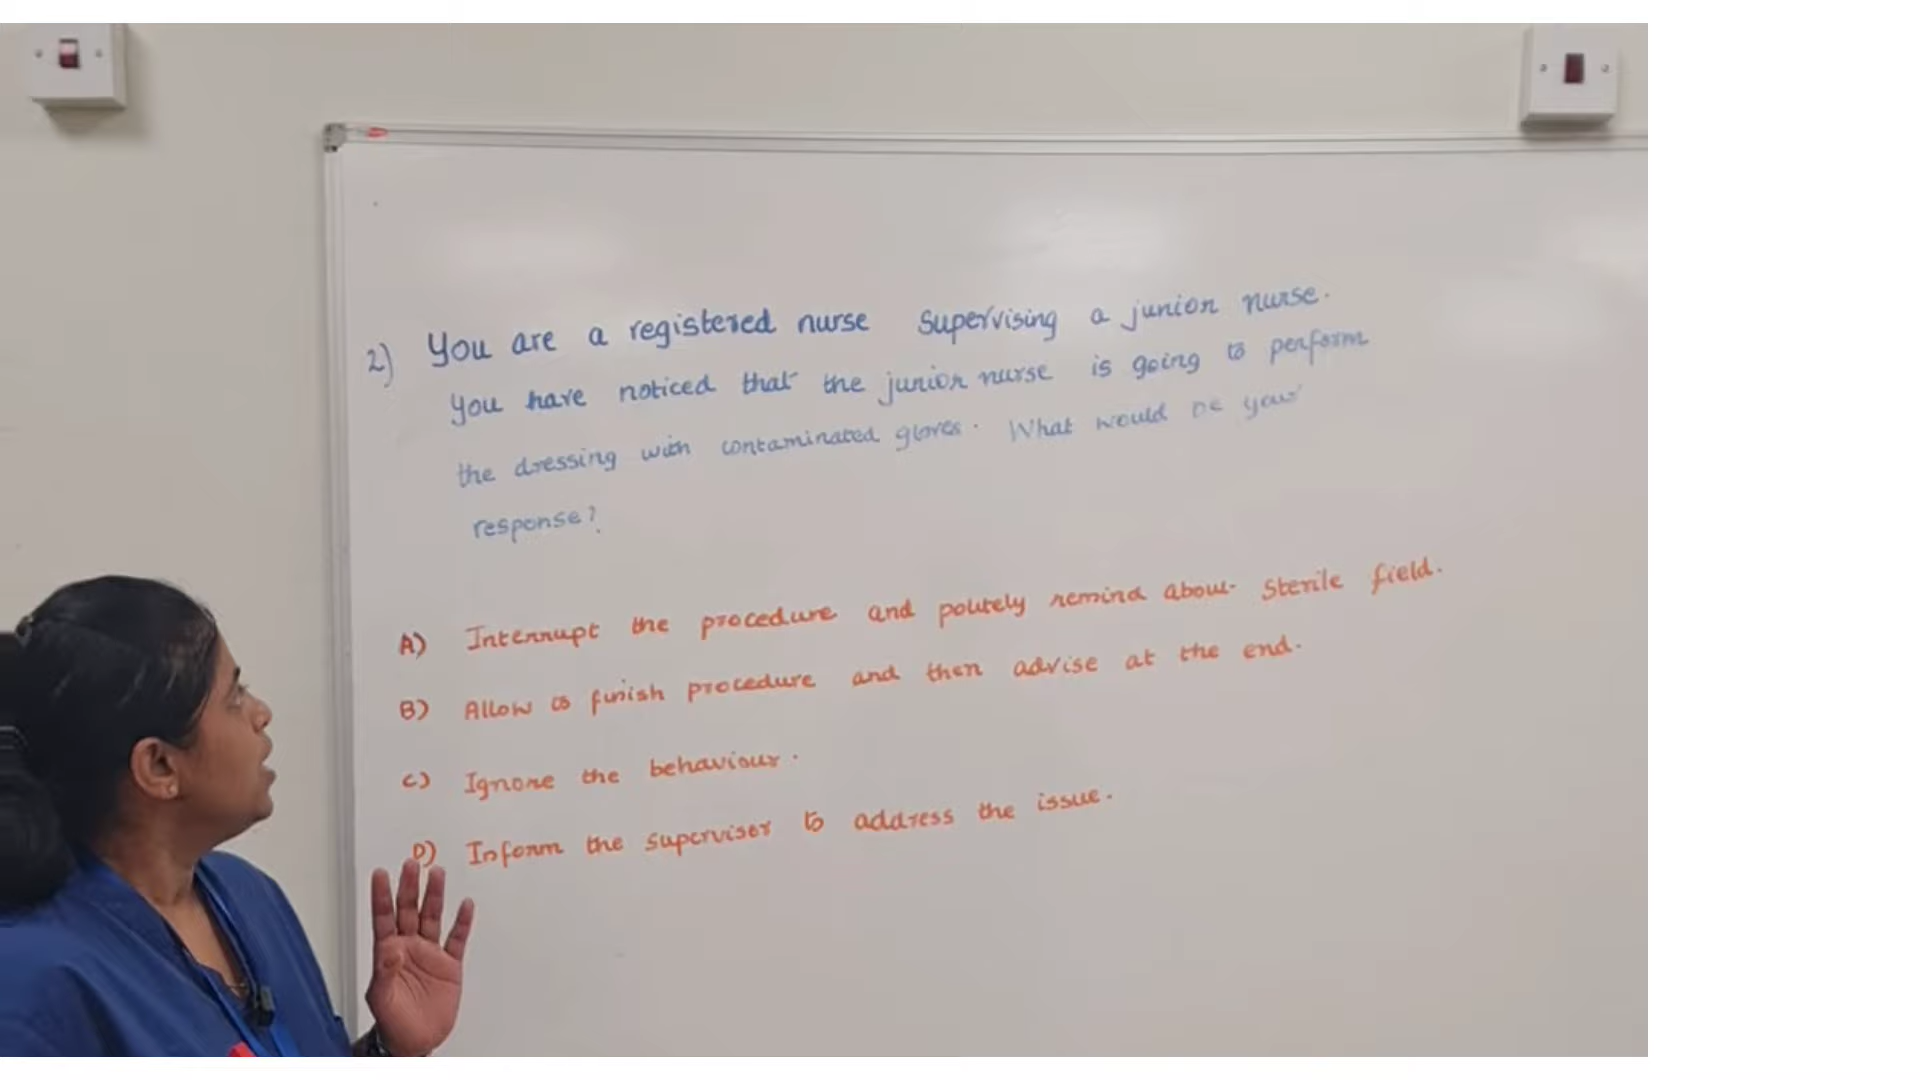 2) You are a registered nurse supervising a junior nurse.
You have noticed that the junior nurse is going to perform
the dressing with contaminated gloves. What would be your
response?
A) Interrupt the procedure and politely remind about sterile field.
B) Allow to finish procedure and then advise at the end.
C) Ignore the behaviour.
D) Inform the supervisor to address the issue.